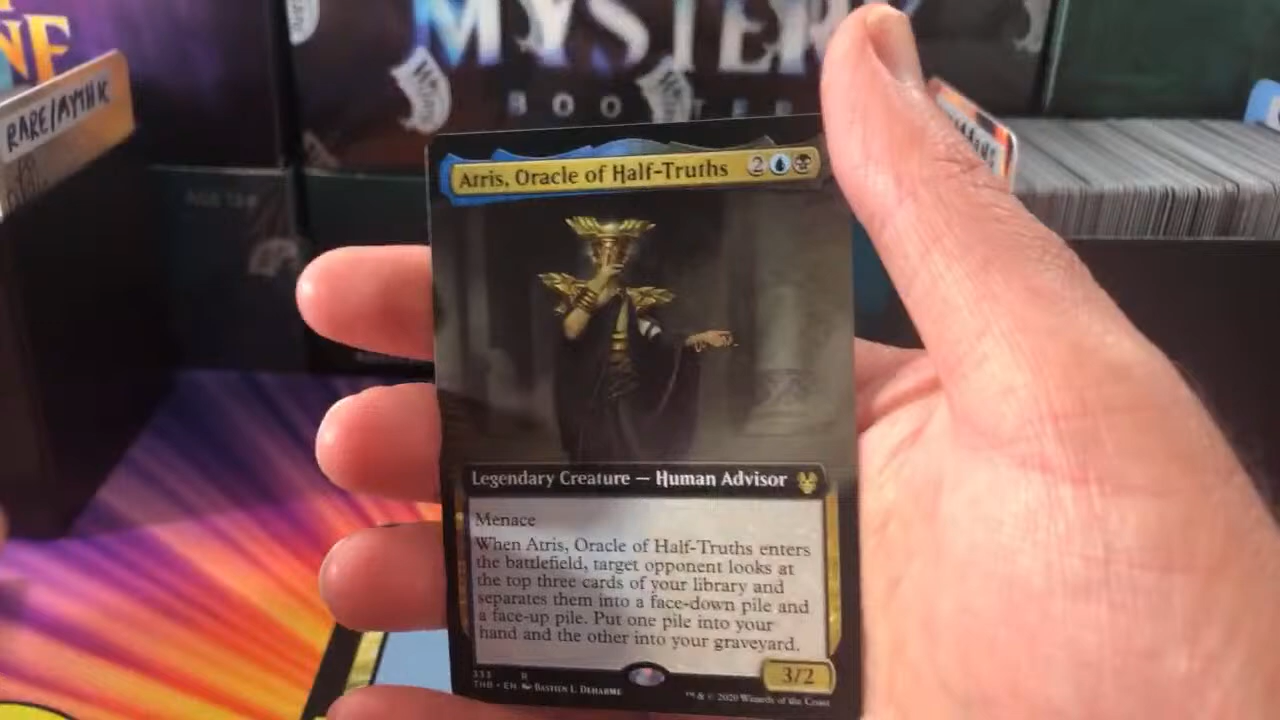 MYSTERY
RARE/MYTHIC
Atris, Oracle of Half-Truths 2
Legendary Creature — Human Advisor
Menace
When Atris, Oracle of Half-Truths enters
the battlefield, target opponent looks at
the top three cards of your library and
separates them into a face-down pile and
a face-up pile. Put one pile into your
hand and the other into your graveyard.
3/2
333 R
THB • EN BASTIEN L. DEHARME
™ & © 2020 Wizards of the Coast